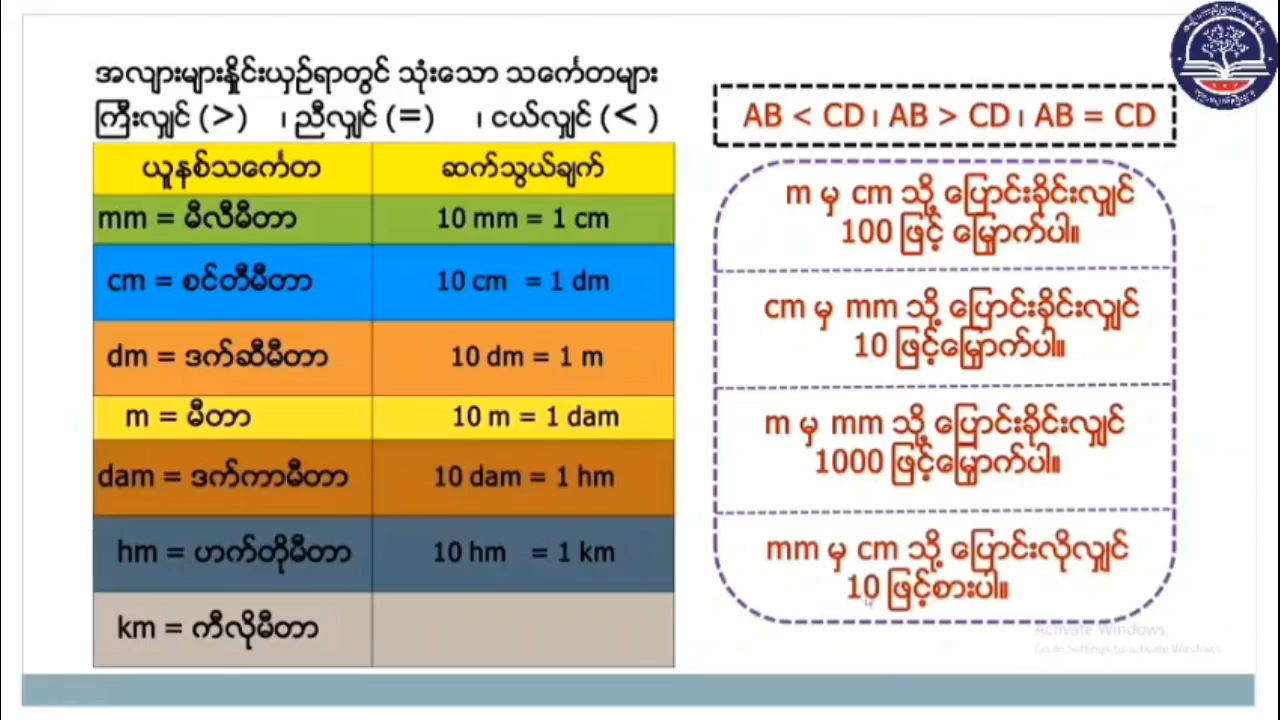 အလျားများနှိုင်းယှဉ်ရာတွင် သုံးသော သင်္ကေတများ
ကြီးလျှင် (>) ၊ ညီလျှင် (=) ၊ ငယ်လျှင် (< )
ယူနစ်သင်္ကေတ ဆက်သွယ်ချက်
mm = မီလီမီတာ 10 mm = 1 cm
cm = စင်တီမီတာ 10 cm = 1 dm
dm = ဒက်ဆီမီတာ 10 dm = 1 m
m = မီတာ 10 m = 1 dam
dam = ဒက်ကာမီတာ 10 dam = 1 hm
hm = ဟက်တိုမီတာ 10 hm = 1 km
km = ကီလိုမီတာ
AB < CD ၊ AB > CD ၊ AB = CD
m မှ cm သို့ ပြောင်းခိုင်းလျှင်
100 ဖြင့် မြှောက်ပါ။
cm မှ mm သို့ ပြောင်းခိုင်းလျှင်
10 ဖြင့်မြှောက်ပါ။
m မှ mm သို့ ပြောင်းခိုင်းလျှင်
1000 ဖြင့်မြှောက်ပါ။
mm မှ cm သို့ ပြောင်းလိုလျှင်
10 ဖြင့်စားပါ။
Activate Windows
Go to Settings to activate Windows.